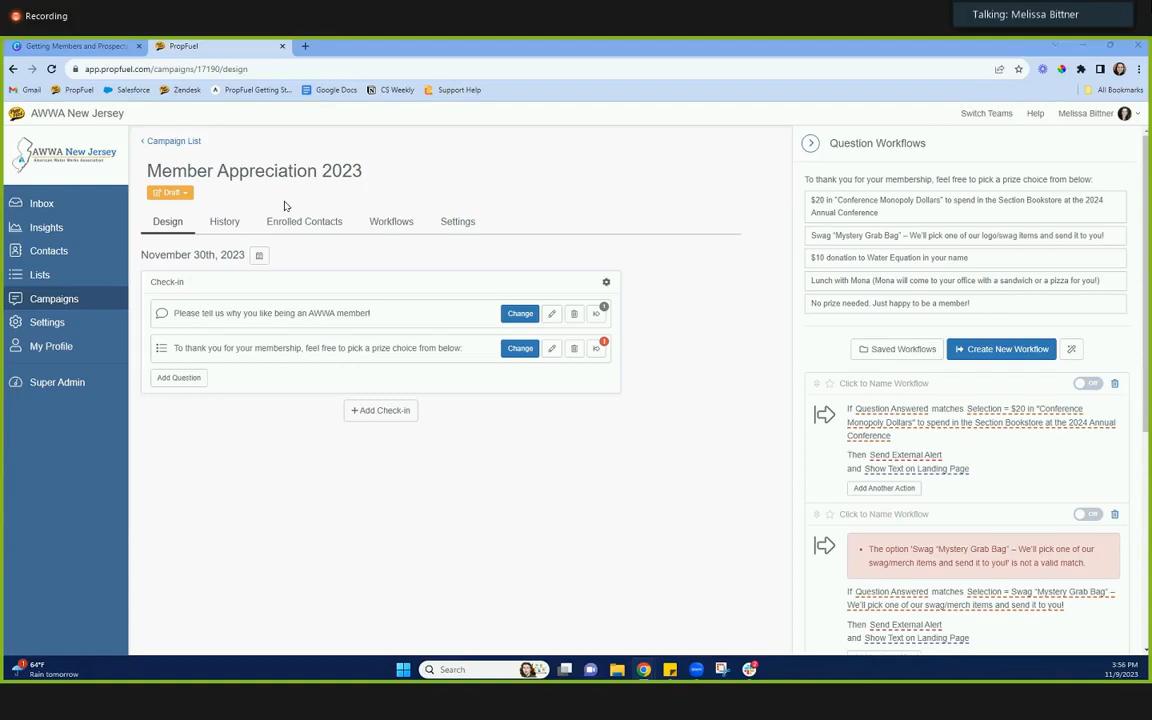 Recording
Talking: Melissa Bittner
Getting Members and Prospect
PropFuel
app.propfuel.com/campaigns/17190/design
Gmail
PropFuel
Salesforce
Zendesk
PropFuel Getting St...
Google Docs
CS Weekly
Support Help
All Bookmarks
AWWA New Jersey
Switch Teams
Help
Melissa Bittner
AWWA New Jersey
American Water Works Association
Inbox
Insights
Contacts
Lists
Campaigns
Settings
My Profile
Super Admin
Campaign List
Member Appreciation 2023
Draft
Design
History
Enrolled Contacts
Workflows
Settings
November 30th, 2023
Check-in
Please tell us why you like being an AWWA member!
Change
1
To thank you for your membership, feel free to pick a prize choice from below:
Change
!
Add Question
+ Add Check-in
Question Workflows
To thank you for your membership, feel free to pick a prize choice from below:
$20 in "Conference Monopoly Dollars" to spend in the Section Bookstore at the 2024
Annual Conference
Swag "Mystery Grab Bag" – We'll pick one of our logo/swag items and send it to you!
$10 donation to Water Equation in your name
Lunch with Mona (Mona will come to your office with a sandwich or a pizza for you!)
No prize needed. Just happy to be a member!
Saved Workflows
Create New Workflow
Click to Name Workflow
Off
If Question Answered matches Selection = $20 in "Conference
Monopoly Dollars" to spend in the Section Bookstore at the 2024 Annual
Conference
Then Send External Alert
and Show Text on Landing Page
Add Another Action
Click to Name Workflow
Off
• The option 'Swag "Mystery Grab Bag" – We'll pick one of our
swag/merch items and send it to you!' is not a valid match.
If Question Answered matches Selection = Swag "Mystery Grab Bag" –
We'll pick one of our swag/merch items and send it to you!
Then Send External Alert
and Show Text on Landing Page
1
64°F
Rain tomorrow
Search
3:56 PM
11/9/2023